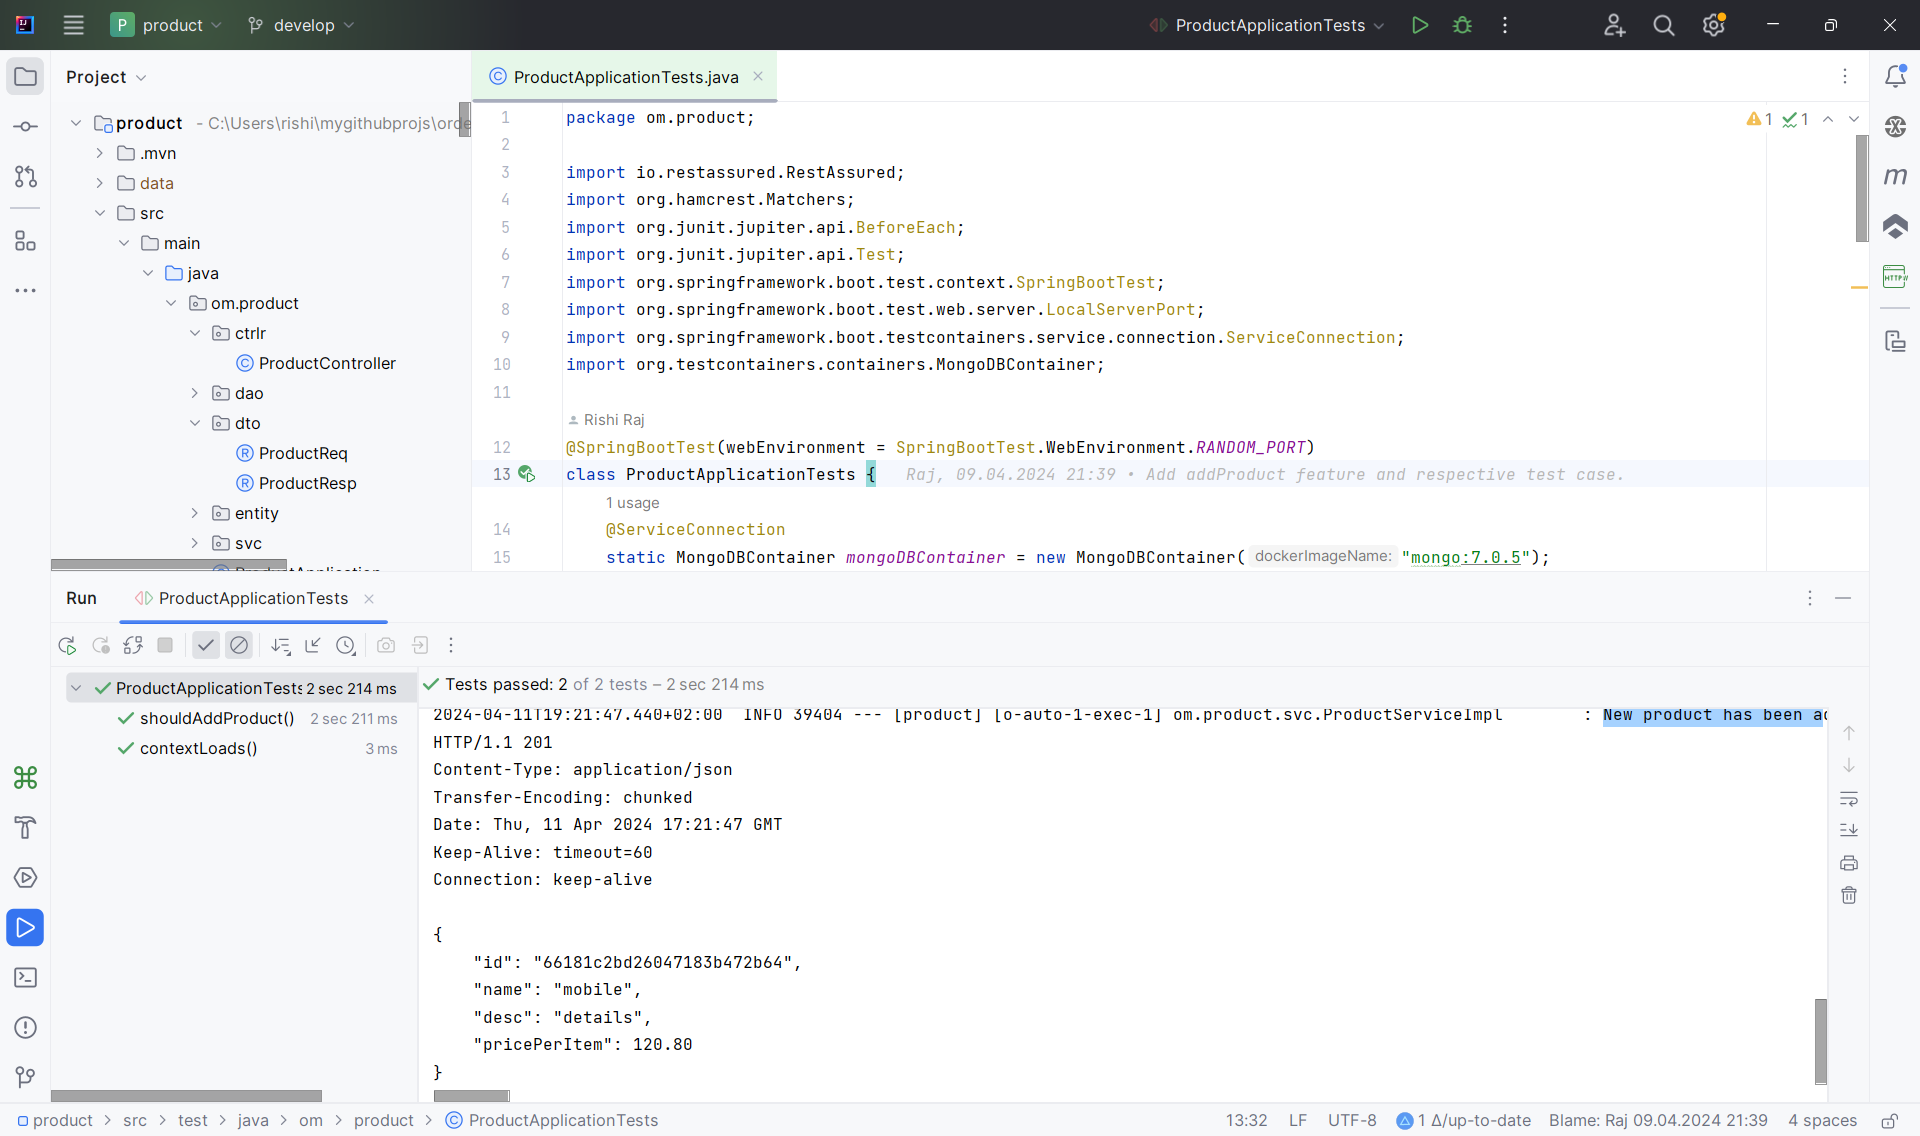 P product develop ProductApplicationTests
Project
ProductApplicationTests.java
product - C:\Users\rishi\mygithubprojs\orde
.mvn
data
src
main
java
om.product
ctrlr
ProductController
dao
dto
ProductReq
ProductResp
entity
svc
1 package om.product;
2
3 import io.restassured.RestAssured;
4 import org.hamcrest.Matchers;
5 import org.junit.jupiter.api.BeforeEach;
6 import org.junit.jupiter.api.Test;
7 import org.springframework.boot.test.context.SpringBootTest;
8 import org.springframework.boot.test.web.server.LocalServerPort;
9 import org.springframework.boot.testcontainers.service.connection.ServiceConnection;
10 import org.testcontainers.containers.MongoDBContainer;
11
Rishi Raj
12 @SpringBootTest(webEnvironment = SpringBootTest.WebEnvironment.RANDOM_PORT)
13 class ProductApplicationTests { Raj, 09.04.2024 21:39 • Add addProduct feature and respective test case.
1 usage
14 @ServiceConnection
15 static MongoDBContainer mongoDBContainer = new MongoDBContainer( dockerImageName: "mongo:7.0.5");
1 1
m
HTTP
Run ProductApplicationTests
ProductApplicationTests 2 sec 214 ms
shouldAddProduct() 2 sec 211 ms
contextLoads() 3 ms
Tests passed: 2 of 2 tests – 2 sec 214 ms
2024-04-11T19:21:47.440+02:00 INFO 39404 --- [product] [o-auto-1-exec-1] om.product.svc.ProductServiceImpl : New product has been ad
HTTP/1.1 201
Content-Type: application/json
Transfer-Encoding: chunked
Date: Thu, 11 Apr 2024 17:21:47 GMT
Keep-Alive: timeout=60
Connection: keep-alive
{
"id": "66181c2bd26047183b472b64",
"name": "mobile",
"desc": "details",
"pricePerItem": 120.80
}
product > src > test > java > om > product > ProductApplicationTests
13:32 LF UTF-8 1 Δ/up-to-date Blame: Raj 09.04.2024 21:39 4 spaces